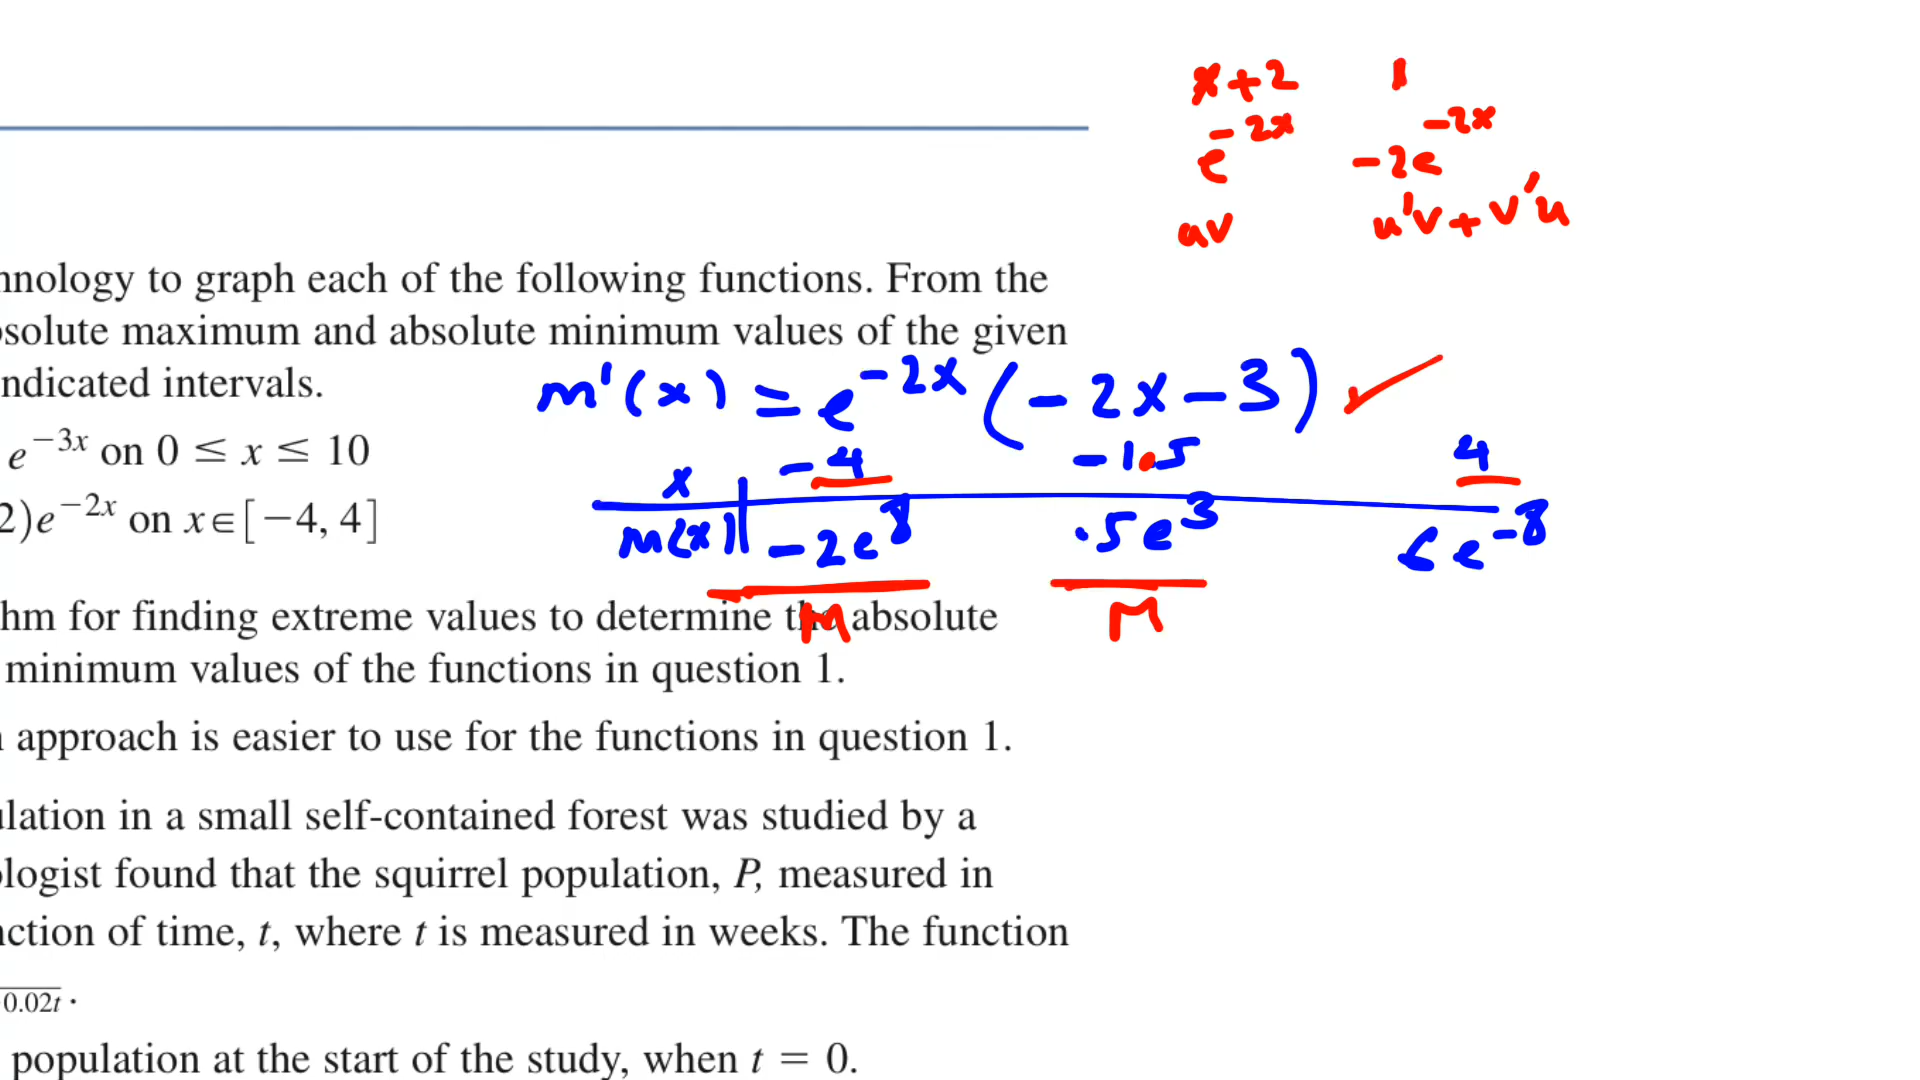 x+2 1
e^-2x -2e^-2x
uv u'v+v'u
hnology to graph each of the following functions. From the
bsolute maximum and absolute minimum values of the given
ndicated intervals.
m'(x) = e^-2x(-2x-3) ✓
e^−3x on 0 ≤ x ≤ 10
x -4 -1.5 4
2)e^−2x on x∈[−4, 4]
m(x) -2e^8 .5e^3 6e^-8
M M
hm for finding extreme values to determine the absolute
minimum values of the functions in question 1.
approach is easier to use for the functions in question 1.
ulation in a small self-contained forest was studied by a
ologist found that the squirrel population, P, measured in
nction of time, t, where t is measured in weeks. The function
0.02t.
population at the start of the study, when t = 0.